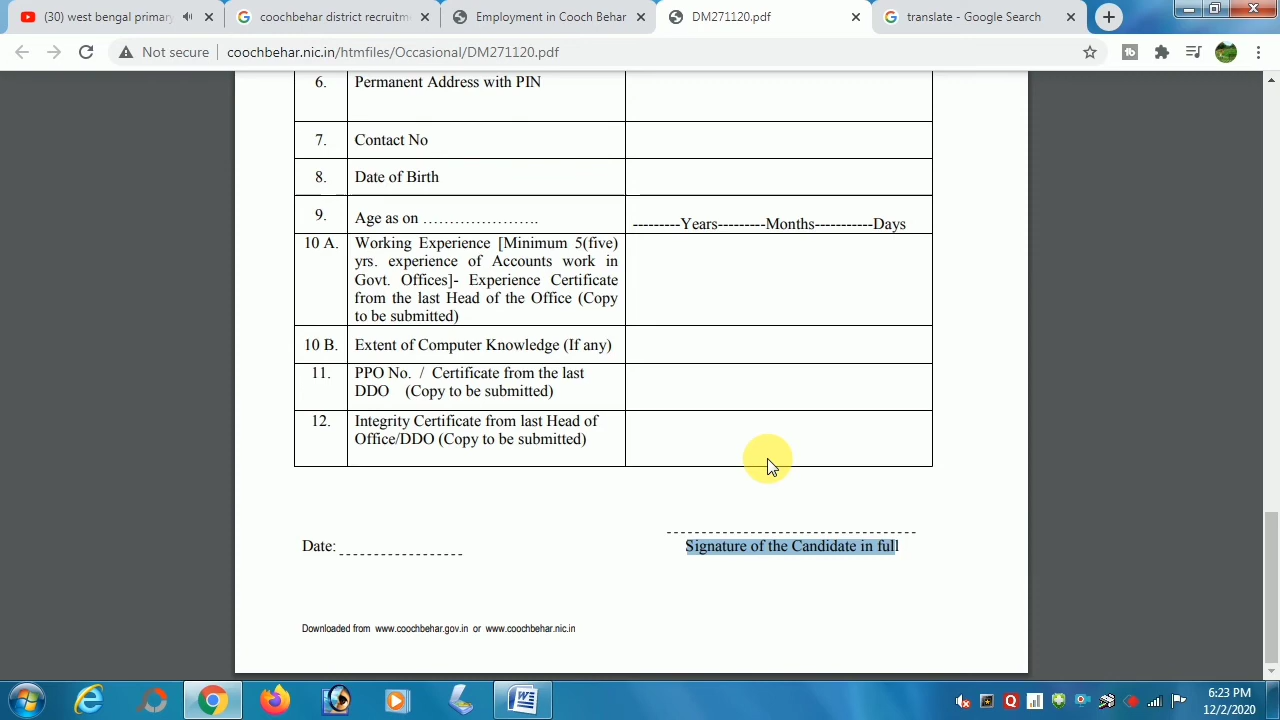 (30) west bengal primary
coochbehar district recruitm
Employment in Cooch Behar
DM271120.pdf
translate - Google Search
Not secure
coochbehar.nic.in/htmfiles/Occasional/DM271120.pdf
6. Permanent Address with PIN
7. Contact No
8. Date of Birth
9. Age as on …………………. ---------Years---------Months-----------Days
10 A. Working Experience [Minimum 5(five)
yrs. experience of Accounts work in
Govt. Offices]- Experience Certificate
from the last Head of the Office (Copy
to be submitted)
10 B. Extent of Computer Knowledge (If any)
11. PPO No. / Certificate from the last
DDO (Copy to be submitted)
12. Integrity Certificate from last Head of
Office/DDO (Copy to be submitted)
Date:
Signature of the Candidate in full
Downloaded from www.coochbehar.gov.in or www.coochbehar.nic.in
6:23 PM
12/2/2020